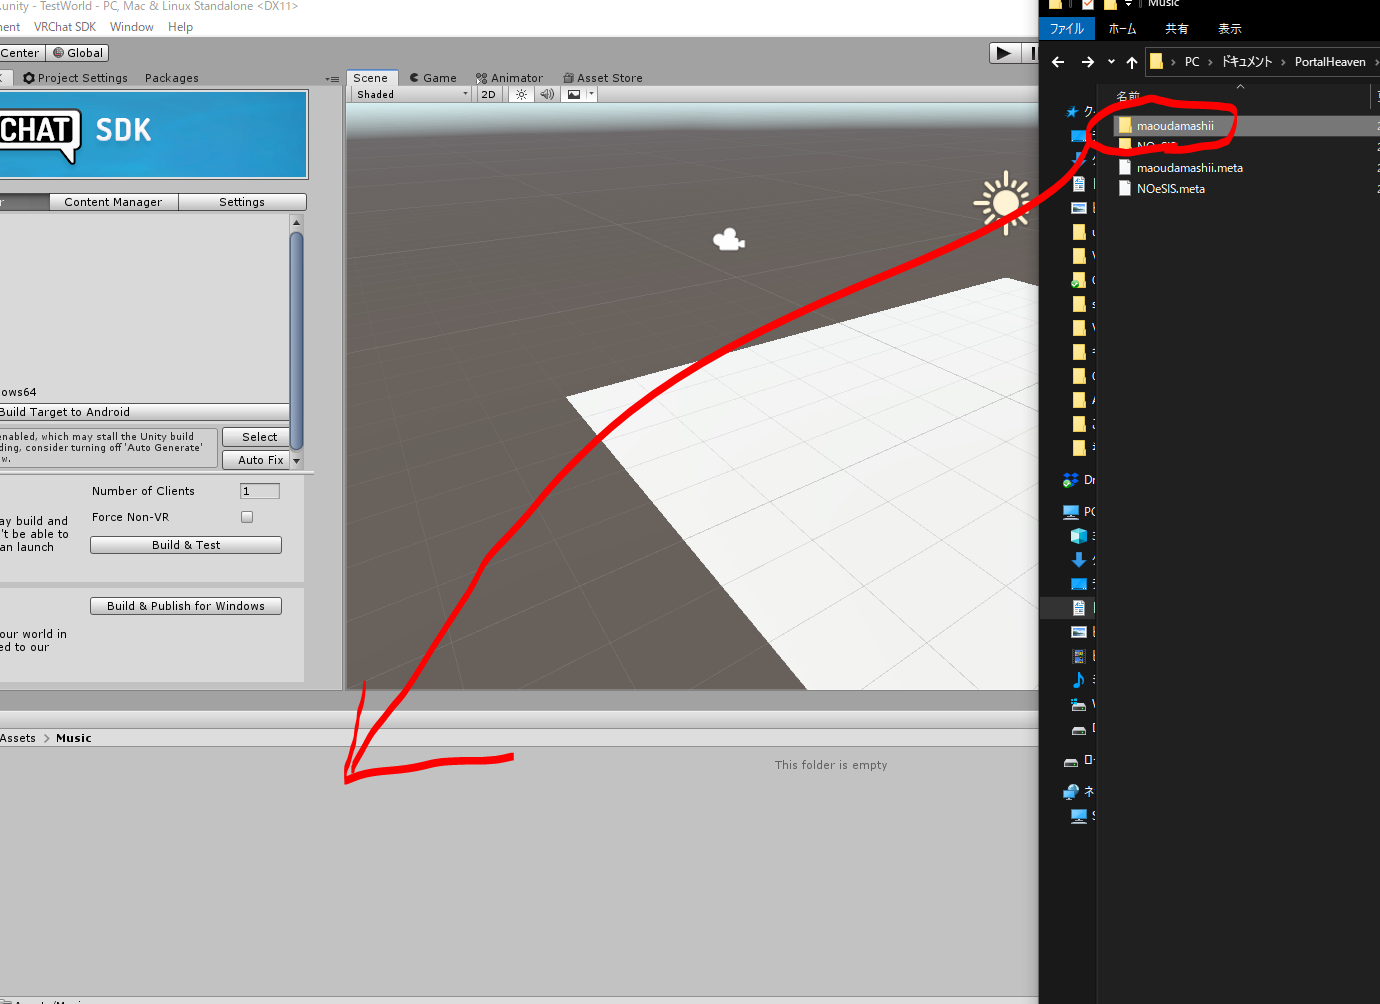 .unity - TestWorld - PC, Mac & Linux Standalone <DX11>
VRChat SDK Window Help
Center Global
Project Settings Packages
CHAT SDK
Content Manager Settings
ows64
Build Target to Android
enabled, which may stall the Unity build
ding, consider turning off 'Auto Generate'
w.
Select
Auto Fix
Number of Clients 1
Force Non-VR
ay build and
't be able to
an launch
Build & Test
Build & Publish for Windows
our world in
ed to our
Scene Game Animator Asset Store
Shaded 2D
Assets > Music
This folder is empty
Assets/Music
Music
ファイル ホーム 共有 表示
PC > ドキュメント > PortalHeaven >
名前
maoudamashii
NOeSIS
maoudamashii.meta
NOeSIS.meta